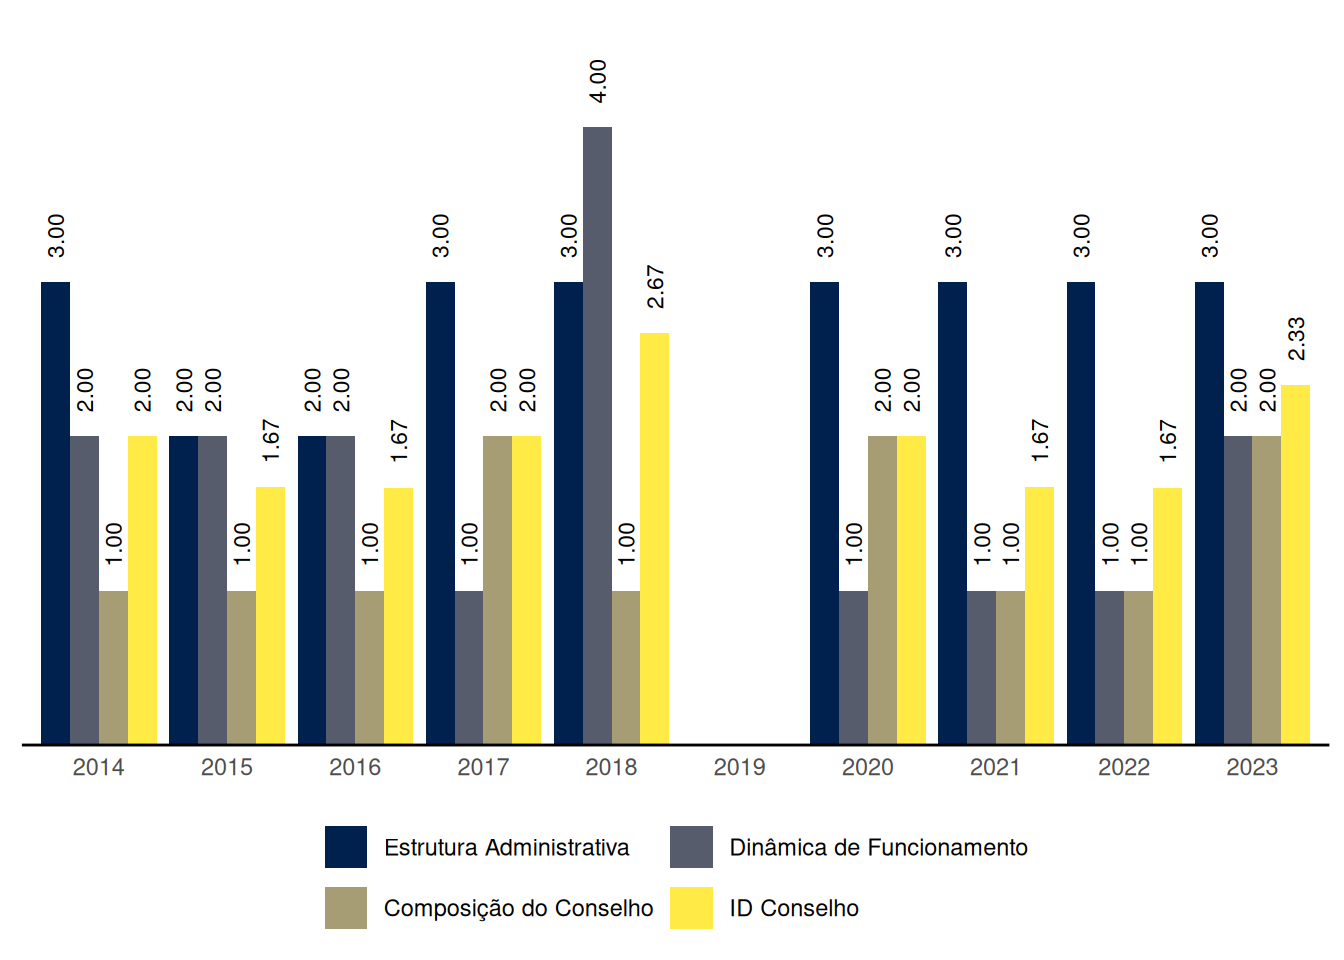 4.00
3.00 3.00 3.00 3.00 3.00 3.00 3.00
2.67
2.33
2.00 2.00 2.00 2.00 2.00 2.00 2.00 2.00 2.00 2.00 2.00 2.00
1.67 1.67 1.67 1.67
1.00 1.00 1.00 1.00 1.00 1.00 1.00 1.00 1.00 1.00
2014 2015 2016 2017 2018 2019 2020 2021 2022 2023
Estrutura Administrativa Dinâmica de Funcionamento
Composição do Conselho ID Conselho